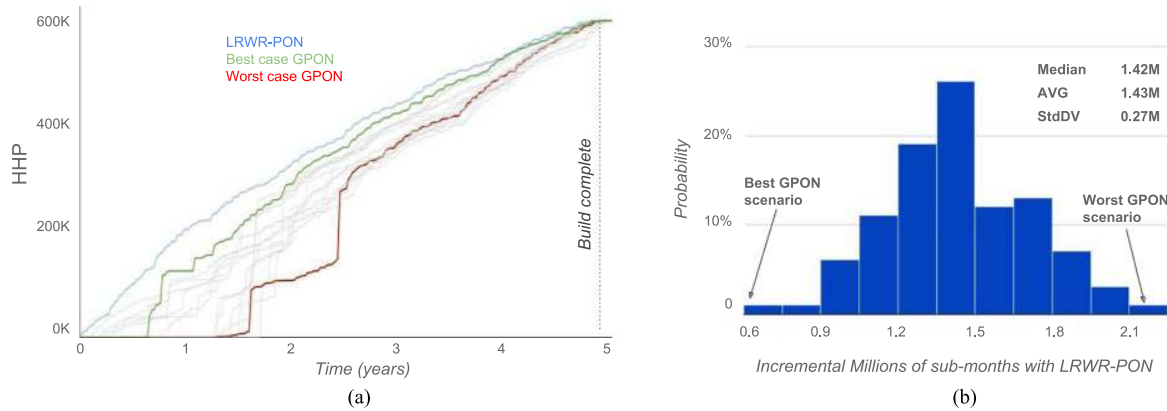 600K
400K
200K
0K
HHP
LRWR-PON
Best case GPON
Worst case GPON
Build complete
0 1 2 3 4 5
Time (years)
(a)
30%
20%
10%
0
Probability
Median 1.42M
AVG 1.43M
StdDV 0.27M
Best GPON
scenario
Worst GPON
scenario
0.6 0.9 1.2 1.5 1.8 2.1
Incremental Millions of sub-months with LRWR-PON
(b)